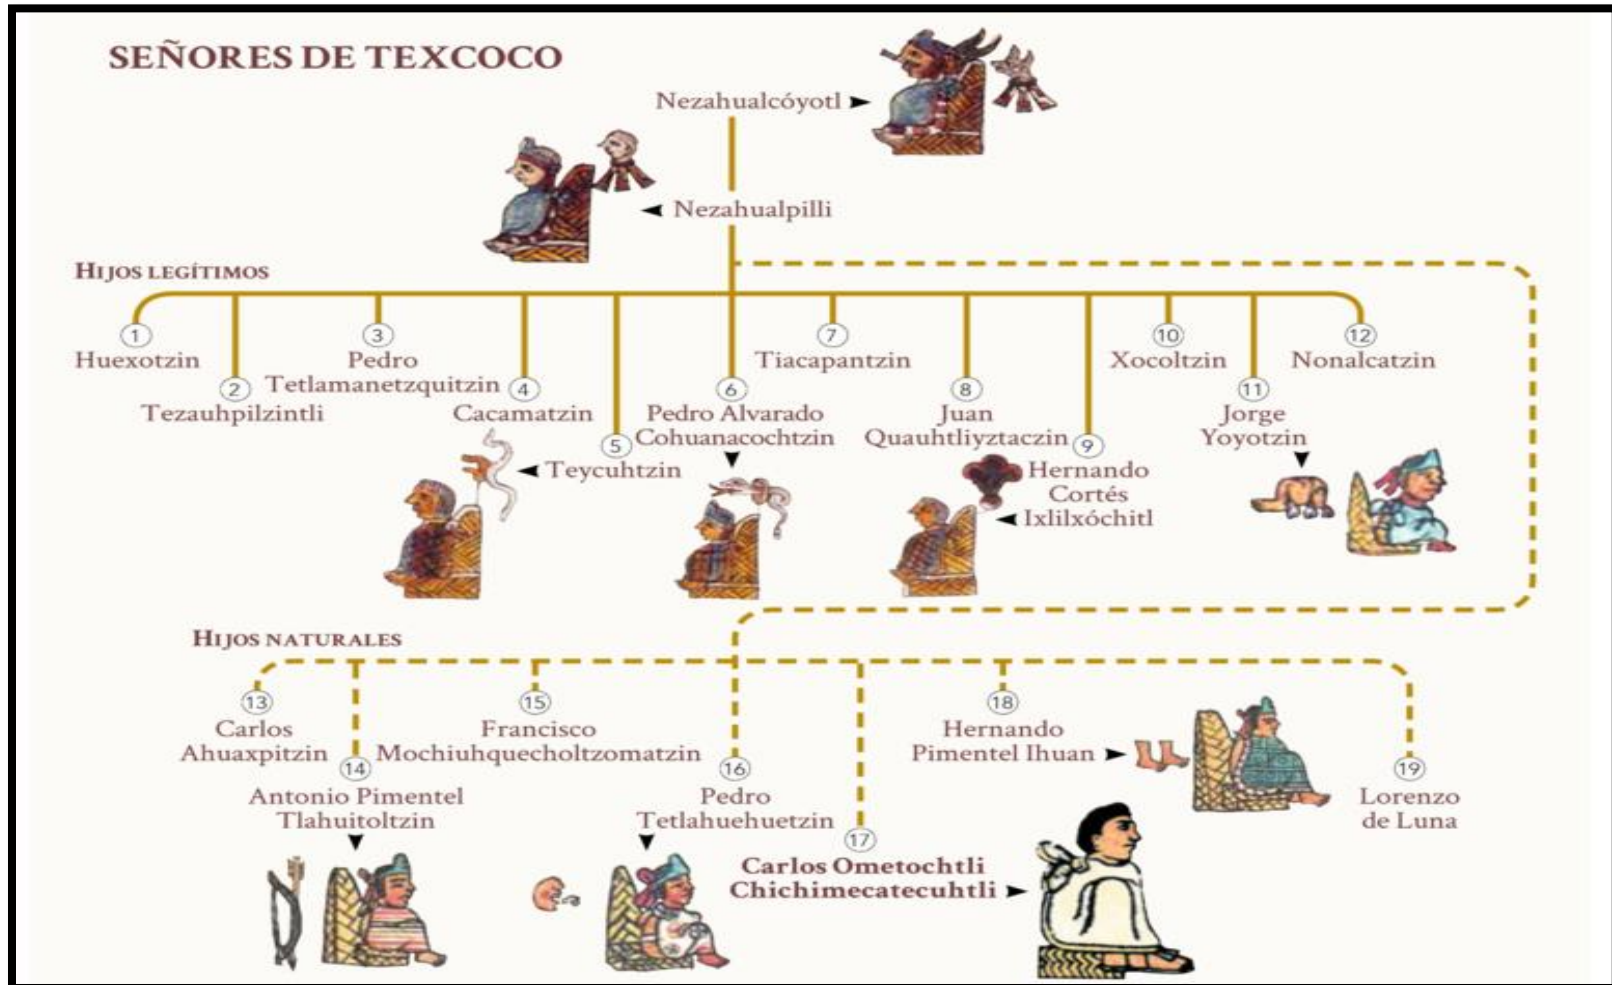 SEÑORES DE TEXCOCO
Nezahualcóyotl
Nezahualpilli
HIJOS LEGÍTIMOS
1
Huexotzin
2
Tezauhpilzintli
3
Pedro
Tetlamanetzquitzin
4
Cacamatzin
5
Teycuhtzin
6
Pedro Alvarado
Cohuanacochtzin
7
Tiacapantzin
8
Juan
Quauhtliyztaczin
9
Hernando
Cortés
Ixlilxóchitl
10
Xocoltzin
11
Jorge
Yoyotzin
12
Nonalcatzin
HIJOS NATURALES
13
Carlos
Ahuaxpitzin
14
Antonio Pimentel
Tlahuitoltzin
15
Francisco
Mochiuhquecholtzomatzin
16
Pedro
Tetlahuehuetzin
17
Carlos Ometochtli
Chichimecatecuhtli
18
Hernando
Pimentel Ihuan
19
Lorenzo
de Luna